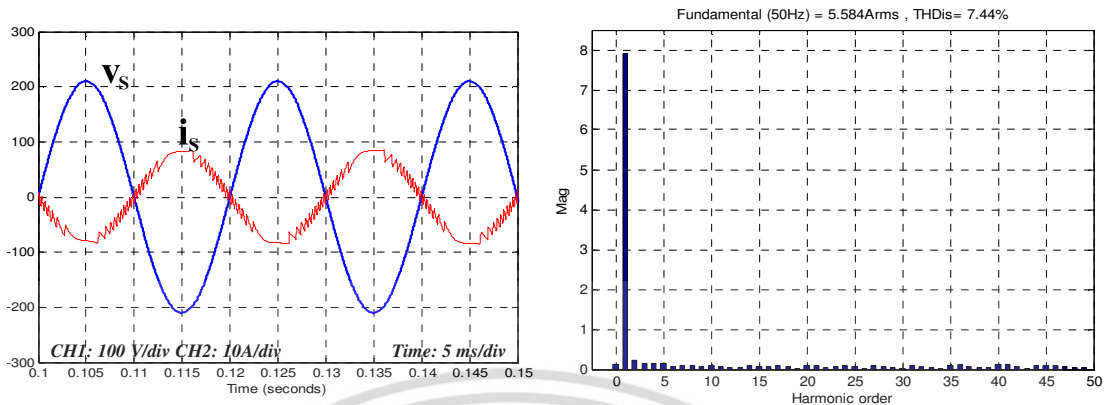 300
200
100
0
-100
-200
-300
v_s
i_s
CH1: 100 V/div CH2: 10A/div
Time: 5 ms/div
0.1 0.105 0.11 0.115 0.12 0.125 0.13 0.135 0.14 0.145 0.15
Time (seconds)
Fundamental (50Hz) = 5.584Arms , THDis= 7.44%
8
7
6
5
4
3
2
1
0
Mag
0 5 10 15 20 25 30 35 40 45 50
Harmonic order